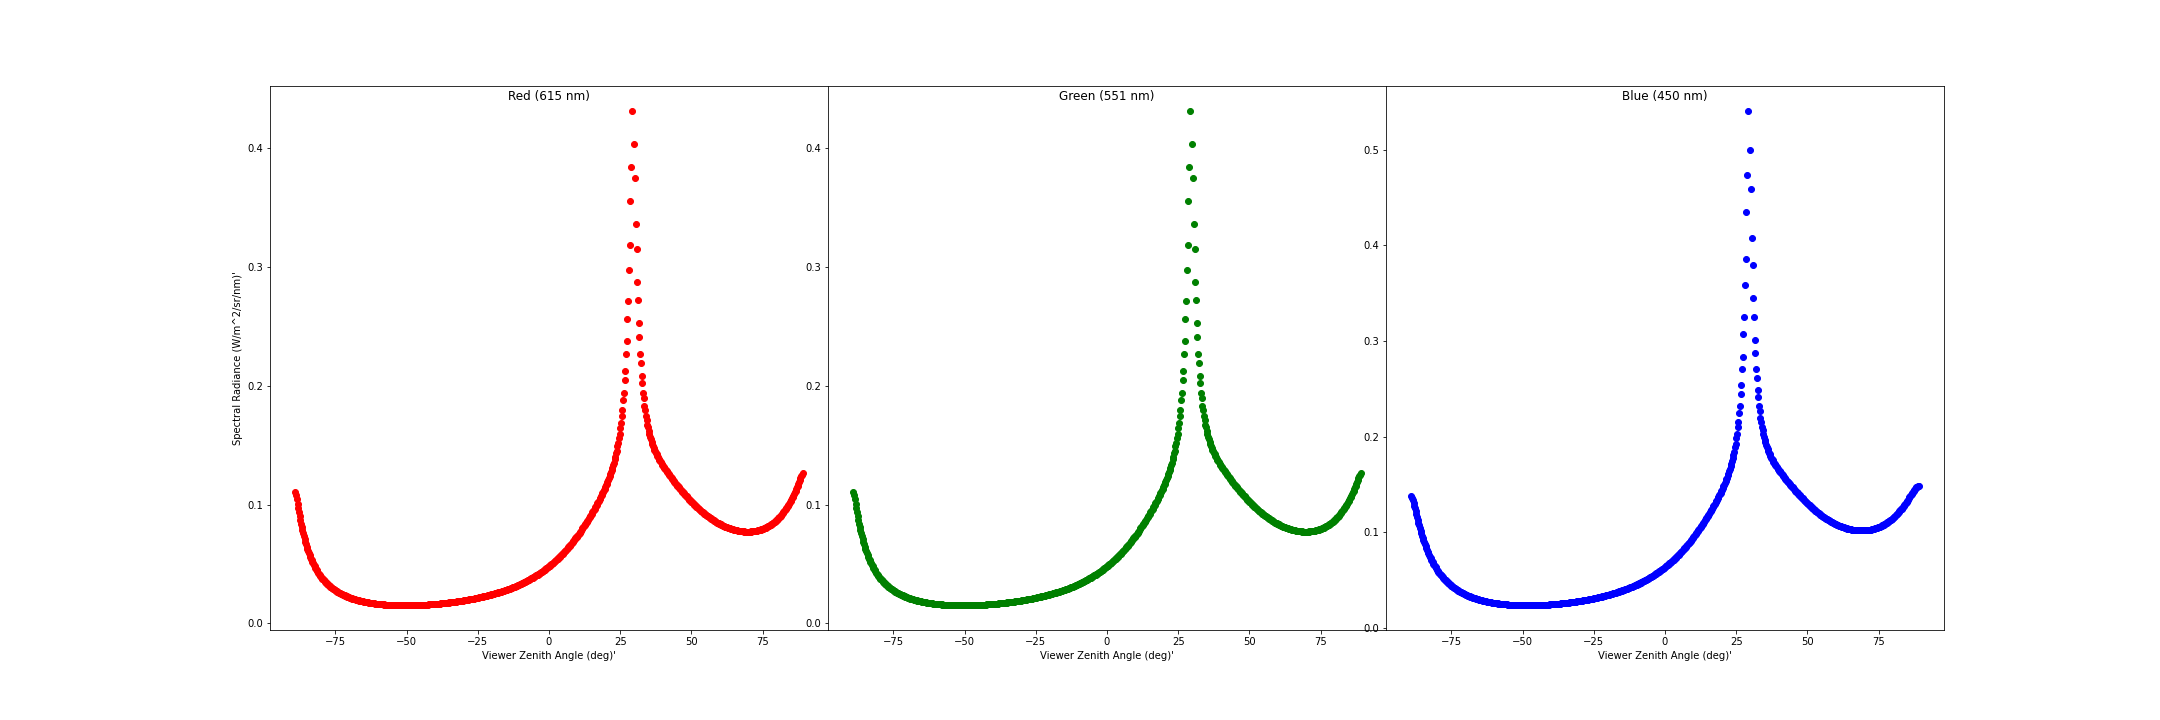 Red (615 nm)
Green (551 nm)
Blue (450 nm)
Spectral Radiance (W/m^2/sr/nm)'
0.4
0.3
0.2
0.1
0.0
−75 −50 −25 0 25 50 75
Viewer Zenith Angle (deg)'
0.4
0.3
0.2
0.1
0.0
−75 −50 −25 0 25 50 75
Viewer Zenith Angle (deg)'
0.5
0.4
0.3
0.2
0.1
0.0
−75 −50 −25 0 25 50 75
Viewer Zenith Angle (deg)'